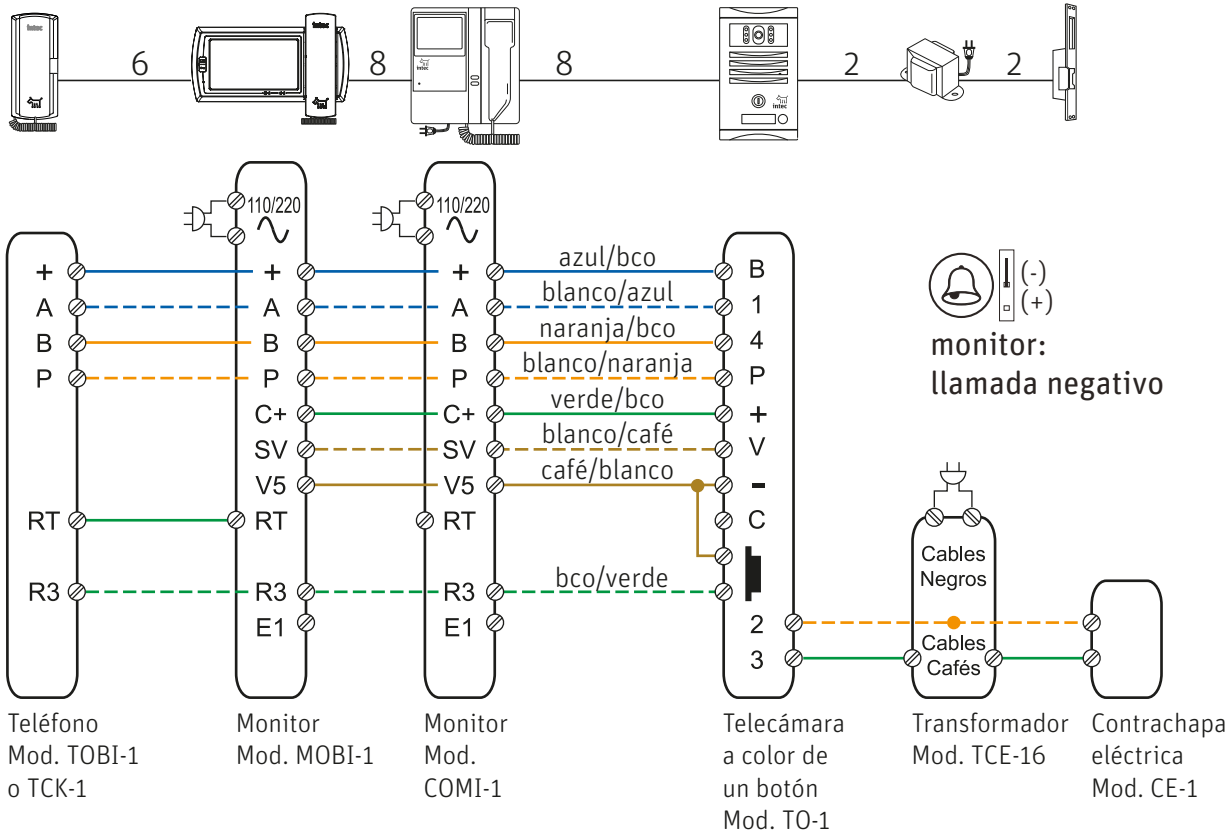 intec
intec
intec
intec
6
8
8
2
2
110/220
110/220
+
A
B
P
RT
R3
+
A
B
P
C+
SV
V5
RT
R3
E1
+
A
B
P
C+
SV
V5
RT
R3
E1
azul/bco
blanco/azul
naranja/bco
blanco/naranja
verde/bco
blanco/café
café/blanco
bco/verde
B
1
4
P
+
V
-
C
2
3
(-)
(+)
monitor:
llamada negativo
Cables
Negros
Cables
Cafés
Teléfono
Mod. TOBI-1
o TCK-1
Monitor
Mod. MOBI-1
Monitor
Mod.
COMI-1
Telecámara
a color de
un botón
Mod. TO-1
Transformador
Mod. TCE-16
Contrachapa
eléctrica
Mod. CE-1